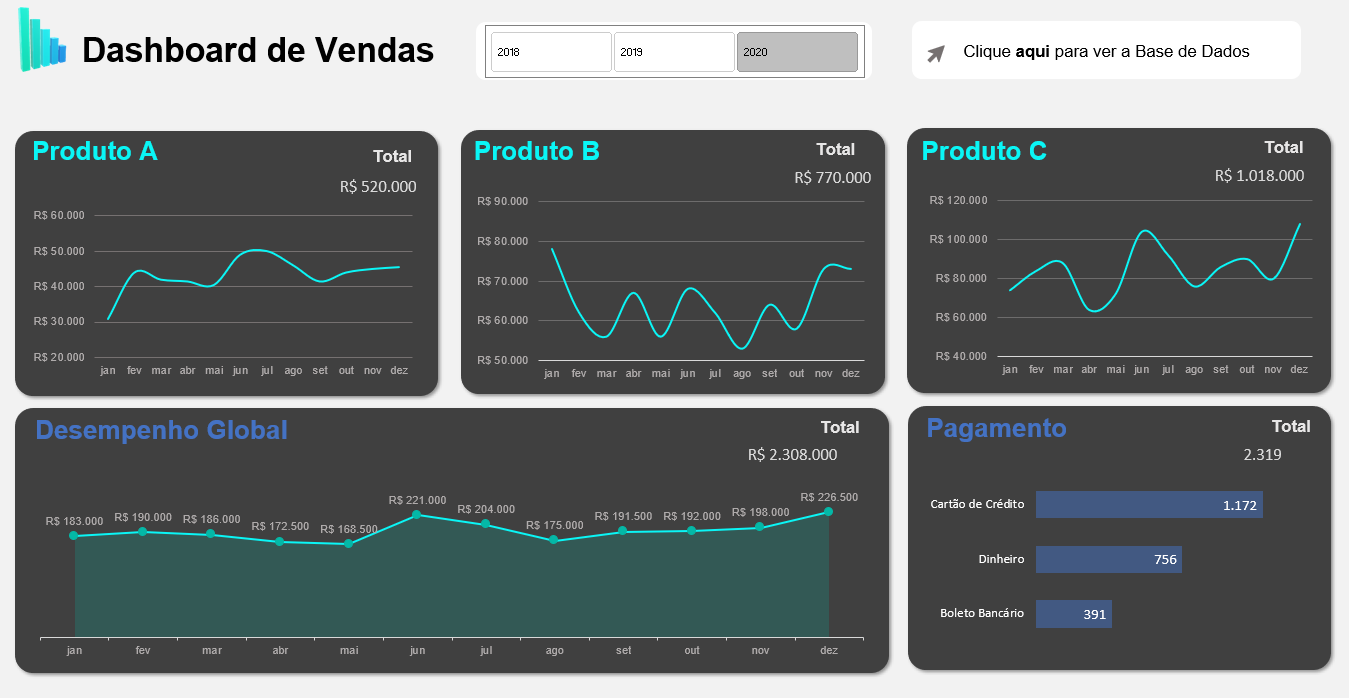 Dashboard de Vendas
2018
2019
2020
Clique aqui para ver a Base de Dados
Produto A
Total
R$ 520.000
R$ 60.000
R$ 50.000
R$ 40.000
R$ 30.000
R$ 20.000
jan fev mar abr mai jun jul ago set out nov dez
Produto B
Total
R$ 770.000
R$ 90.000
R$ 80.000
R$ 70.000
R$ 60.000
R$ 50.000
jan fev mar abr mai jun jul ago set out nov dez
Produto C
Total
R$ 1.018.000
R$ 120.000
R$ 100.000
R$ 80.000
R$ 60.000
R$ 40.000
jan fev mar abr mai jun jul ago set out nov dez
Desempenho Global
Total
R$ 2.308.000
R$ 183.000 R$ 190.000 R$ 186.000 R$ 172.500 R$ 168.500 R$ 221.000 R$ 204.000 R$ 175.000 R$ 191.500 R$ 192.000 R$ 198.000 R$ 226.500
jan fev mar abr mai jun jul ago set out nov dez
Pagamento
Total
2.319
Cartão de Crédito 1.172
Dinheiro 756
Boleto Bancário 391